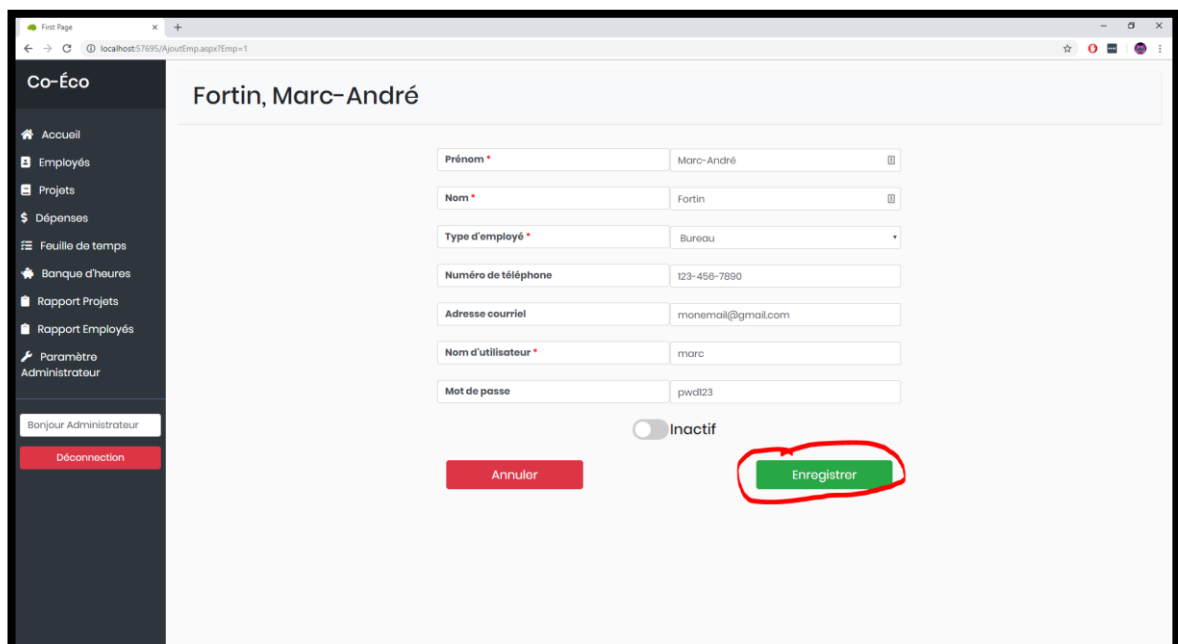 First Page
localhost:57695/AjoutEmp.aspx?Emp=1
Co-Éco
Accueil
Employés
Projets
$ Dépenses
Feuille de temps
Banque d'heures
Rapport Projets
Rapport Employés
Paramètre
Administrateur
Bonjour Administrateur
Déconnection
Fortin, Marc-André
Prénom * Marc-André
Nom * Fortin
Type d'employé * Bureau
Numéro de téléphone 123-456-7890
Adresse courriel monemail@gmail.com
Nom d'utilisateur * marc
Mot de passe pwd123
Inactif
Annuler Enregistrer